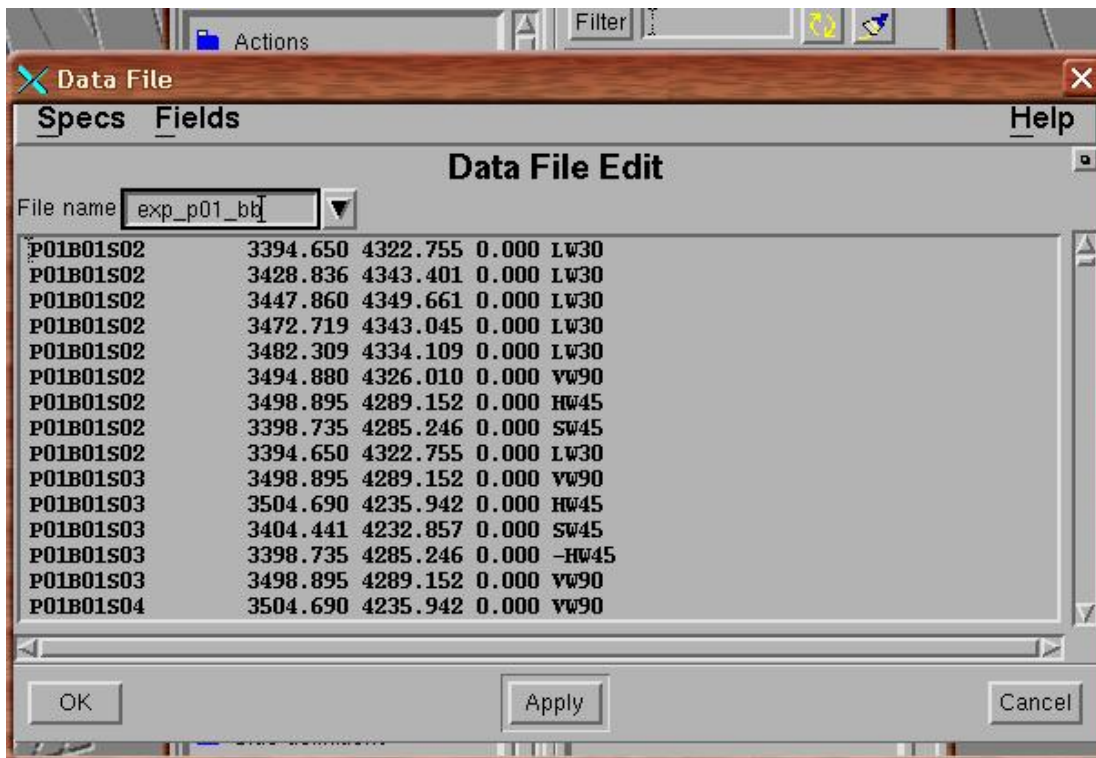 Actions
Filter
Data File
Specs Fields Help
Data File Edit
File name exp_p01_bb
P01B01S02 3394.650 4322.755 0.000 LW30
P01B01S02 3428.836 4343.401 0.000 LW30
P01B01S02 3447.860 4349.661 0.000 LW30
P01B01S02 3472.719 4343.045 0.000 LW30
P01B01S02 3482.309 4334.109 0.000 LW30
P01B01S02 3494.880 4326.010 0.000 VW90
P01B01S02 3498.895 4289.152 0.000 HW45
P01B01S02 3398.735 4285.246 0.000 SW45
P01B01S02 3394.650 4322.755 0.000 LW30
P01B01S03 3498.895 4289.152 0.000 VW90
P01B01S03 3504.690 4235.942 0.000 HW45
P01B01S03 3404.441 4232.857 0.000 SW45
P01B01S03 3398.735 4285.246 0.000 -HW45
P01B01S03 3498.895 4289.152 0.000 VW90
P01B01S04 3504.690 4235.942 0.000 VW90
OK Apply Cancel